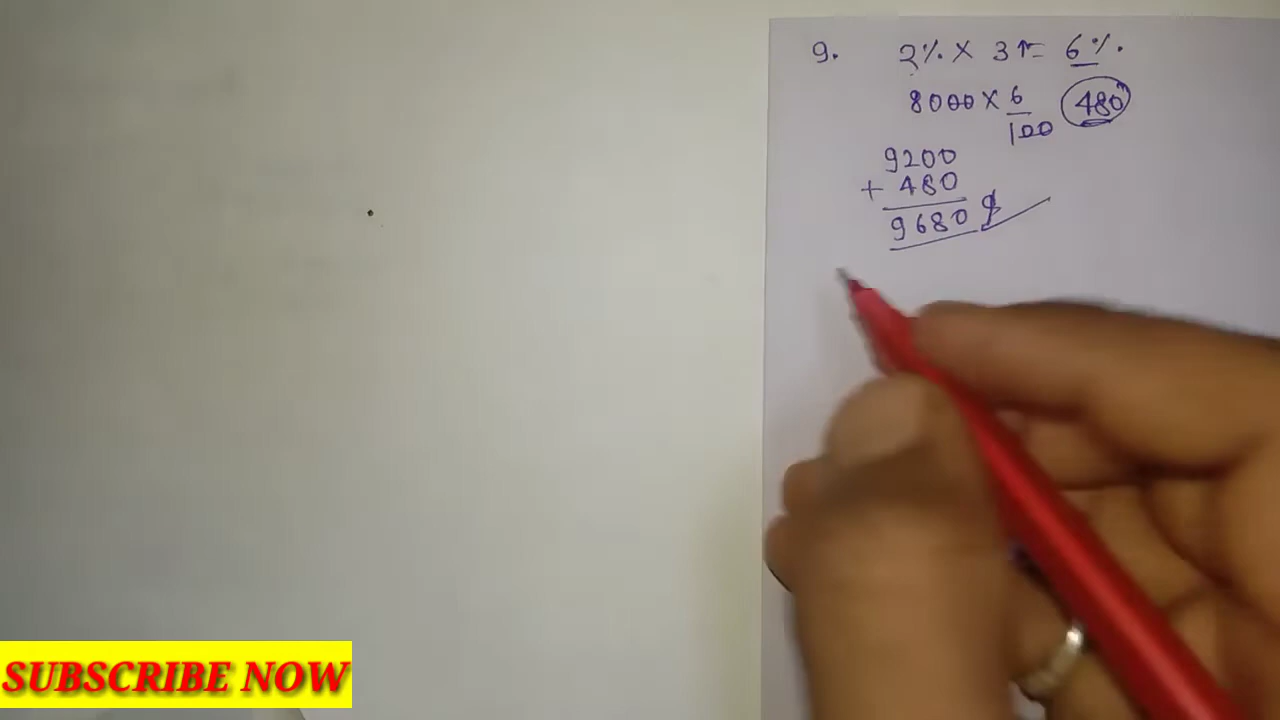 9. 2% × 3 r = 6%.
8000 × 6/100 480
9200
+ 480
9680
SUBSCRIBE NOW